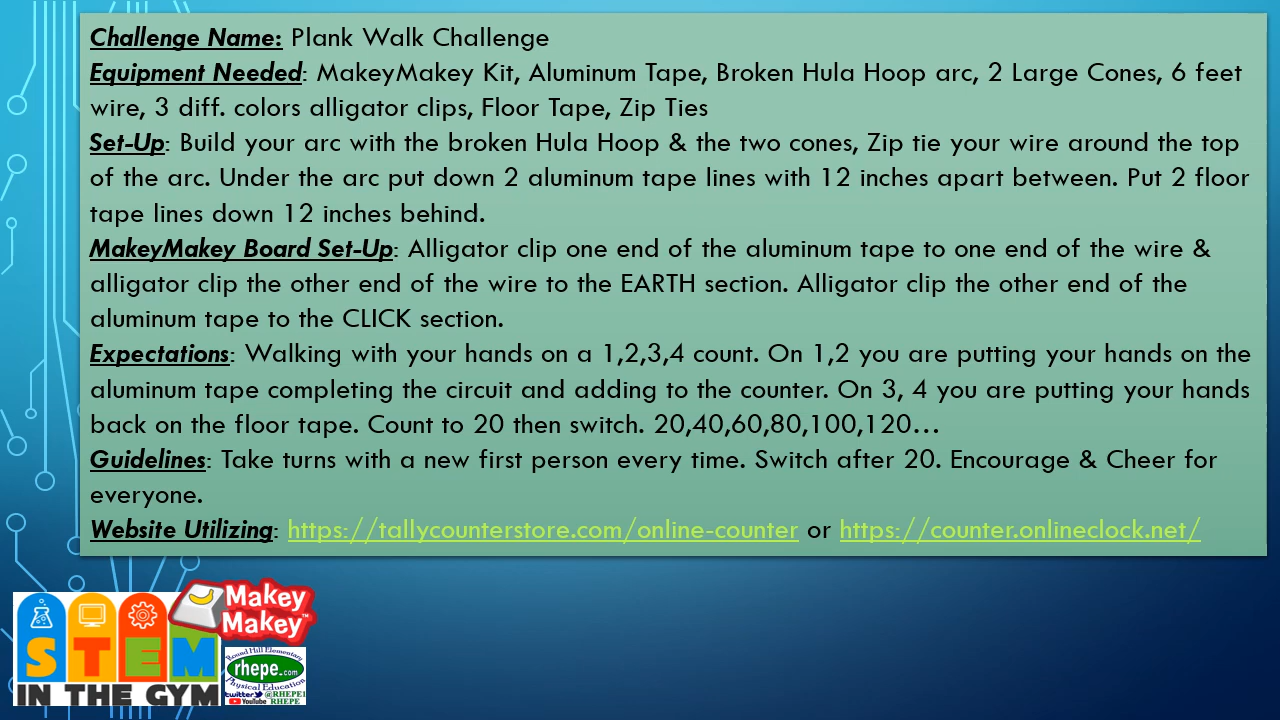 Challenge Name: Plank Walk Challenge
Equipment Needed: MakeyMakey Kit, Aluminum Tape, Broken Hula Hoop arc, 2 Large Cones, 6 feet
wire, 3 diff. colors alligator clips, Floor Tape, Zip Ties
Set-Up: Build your arc with the broken Hula Hoop & the two cones, Zip tie your wire around the top
of the arc. Under the arc put down 2 aluminum tape lines with 12 inches apart between. Put 2 floor
tape lines down 12 inches behind.
MakeyMakey Board Set-Up: Alligator clip one end of the aluminum tape to one end of the wire &
alligator clip the other end of the wire to the EARTH section. Alligator clip the other end of the
aluminum tape to the CLICK section.
Expectations: Walking with your hands on a 1,2,3,4 count. On 1,2 you are putting your hands on the
aluminum tape completing the circuit and adding to the counter. On 3, 4 you are putting your hands
back on the floor tape. Count to 20 then switch. 20,40,60,80,100,120…
Guidelines: Take turns with a new first person every time. Switch after 20. Encourage & Cheer for
everyone.
Website Utilizing: https://tallycounterstore.com/online-counter or https://counter.onlineclock.net/
STEM
IN THE GYM
Makey
Makey™
Round Hill Elementary
rhepe.com
Physical Education
twitter @RHEPE1
YouTube RHEPE